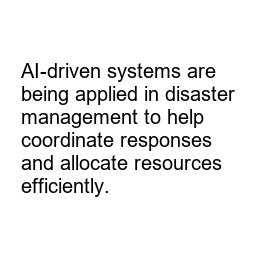 AI-driven systems are
being applied in disaster
management to help
coordinate responses
and allocate resources
efficiently.